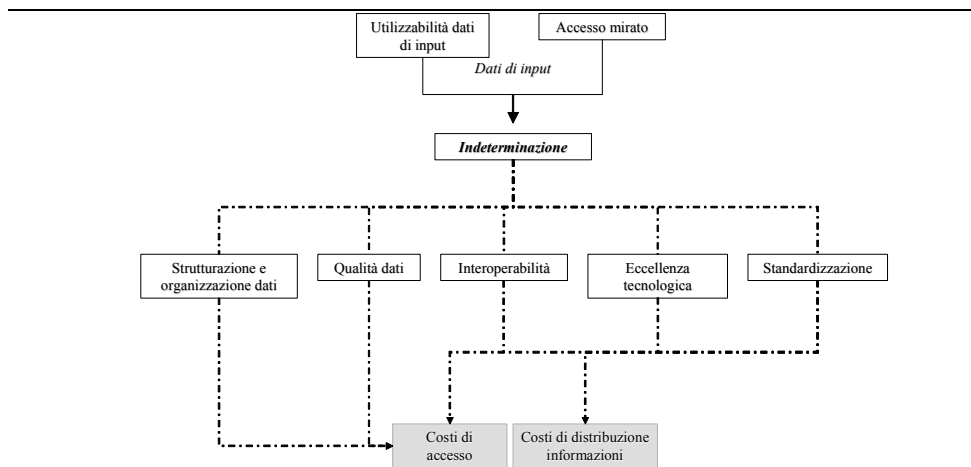 Utilizzabilità dati
di input
Accesso mirato
Dati di input
Indeterminazione
Strutturazione e
organizzazione dati
Qualità dati
Interoperabilità
Eccellenza
tecnologica
Standardizzazione
Costi di
accesso
Costi di distribuzione
informazioni